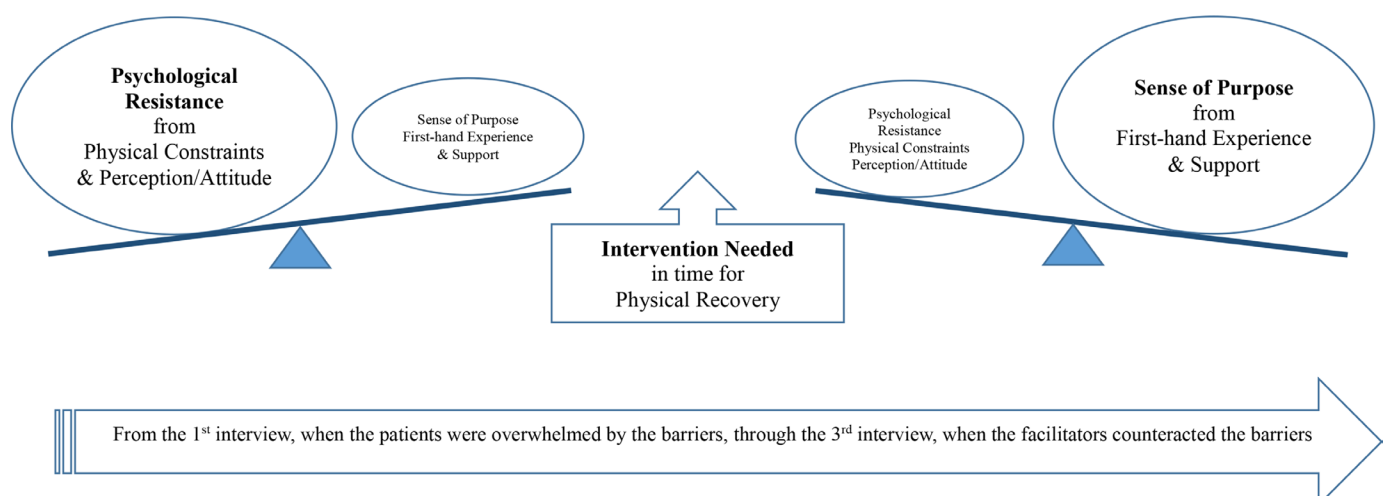 Psychological
Resistance
from
Physical Constraints
& Perception/Attitude
Sense of Purpose
First-hand Experience
& Support
Intervention Needed
in time for
Physical Recovery
Psychological
Resistance
Physical Constraints
Perception/Attitude
Sense of Purpose
from
First-hand Experience
& Support
From the 1st interview, when the patients were overwhelmed by the barriers, through the 3rd interview, when the facilitators counteracted the barriers